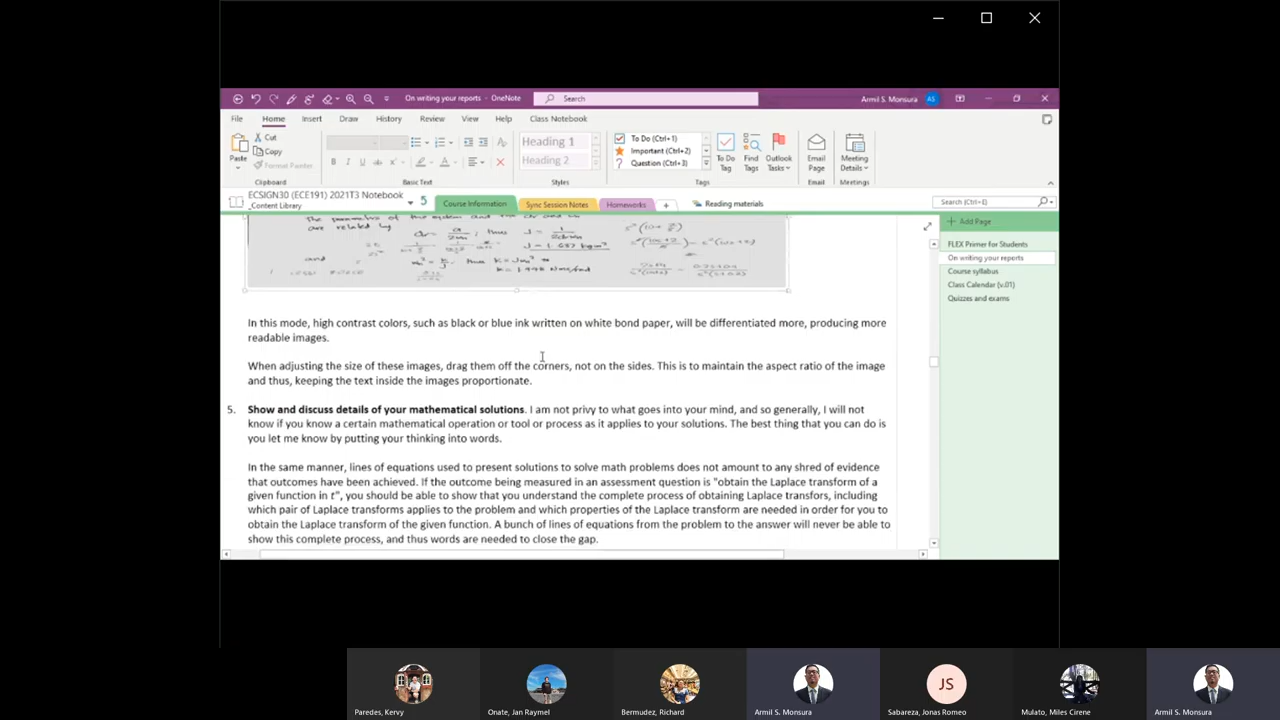 On writing your reports - OneNote
Search
Armil S. Monsura
AS
File Home Insert Draw History Review View Help Class Notebook
Paste
Cut
Copy
Format Painter
Clipboard
Basic Text
Heading 1
Heading 2
Styles
To Do (Ctrl+1)
Important (Ctrl+2)
Question (Ctrl+3)
Tags
To Do Tag
Find Tags
Outlook Tasks
Email Page
Email
Meeting Details
Meetings
ECSIGN30 (ECE191) 2021T3 Notebook
_Content Library
Course Information Sync Session Notes Homeworks + Reading materials
Search (Ctrl+E)
Add Page
FLEX Primer for Students
On writing your reports
Course syllabus
Class Calendar (v.01)
Quizzes and exams
are related by
thus
and
In this mode, high contrast colors, such as black or blue ink written on white bond paper, will be differentiated more, producing more
readable images.
When adjusting the size of these images, drag them off the corners, not on the sides. This is to maintain the aspect ratio of the image
and thus, keeping the text inside the images proportionate.
5. Show and discuss details of your mathematical solutions. I am not privy to what goes into your mind, and so generally, I will not
know if you know a certain mathematical operation or tool or process as it applies to your solutions. The best thing that you can do is
you let me know by putting your thinking into words.
In the same manner, lines of equations used to present solutions to solve math problems does not amount to any shred of evidence
that outcomes have been achieved. If the outcome being measured in an assessment question is "obtain the Laplace transform of a
given function in t", you should be able to show that you understand the complete process of obtaining Laplace transfors, including
which pair of Laplace transforms applies to the problem and which properties of the Laplace transform are needed in order for you to
obtain the Laplace transform of the given function. A bunch of lines of equations from the problem to the answer will never be able to
show this complete process, and thus words are needed to close the gap.
Paredes, Kervy
Onate, Jan Raymel
Bermudez, Richard
Armil S. Monsura
JS
Sabareza, Jonas Romeo
Mulato, Miles Cirene
Armil S. Monsura